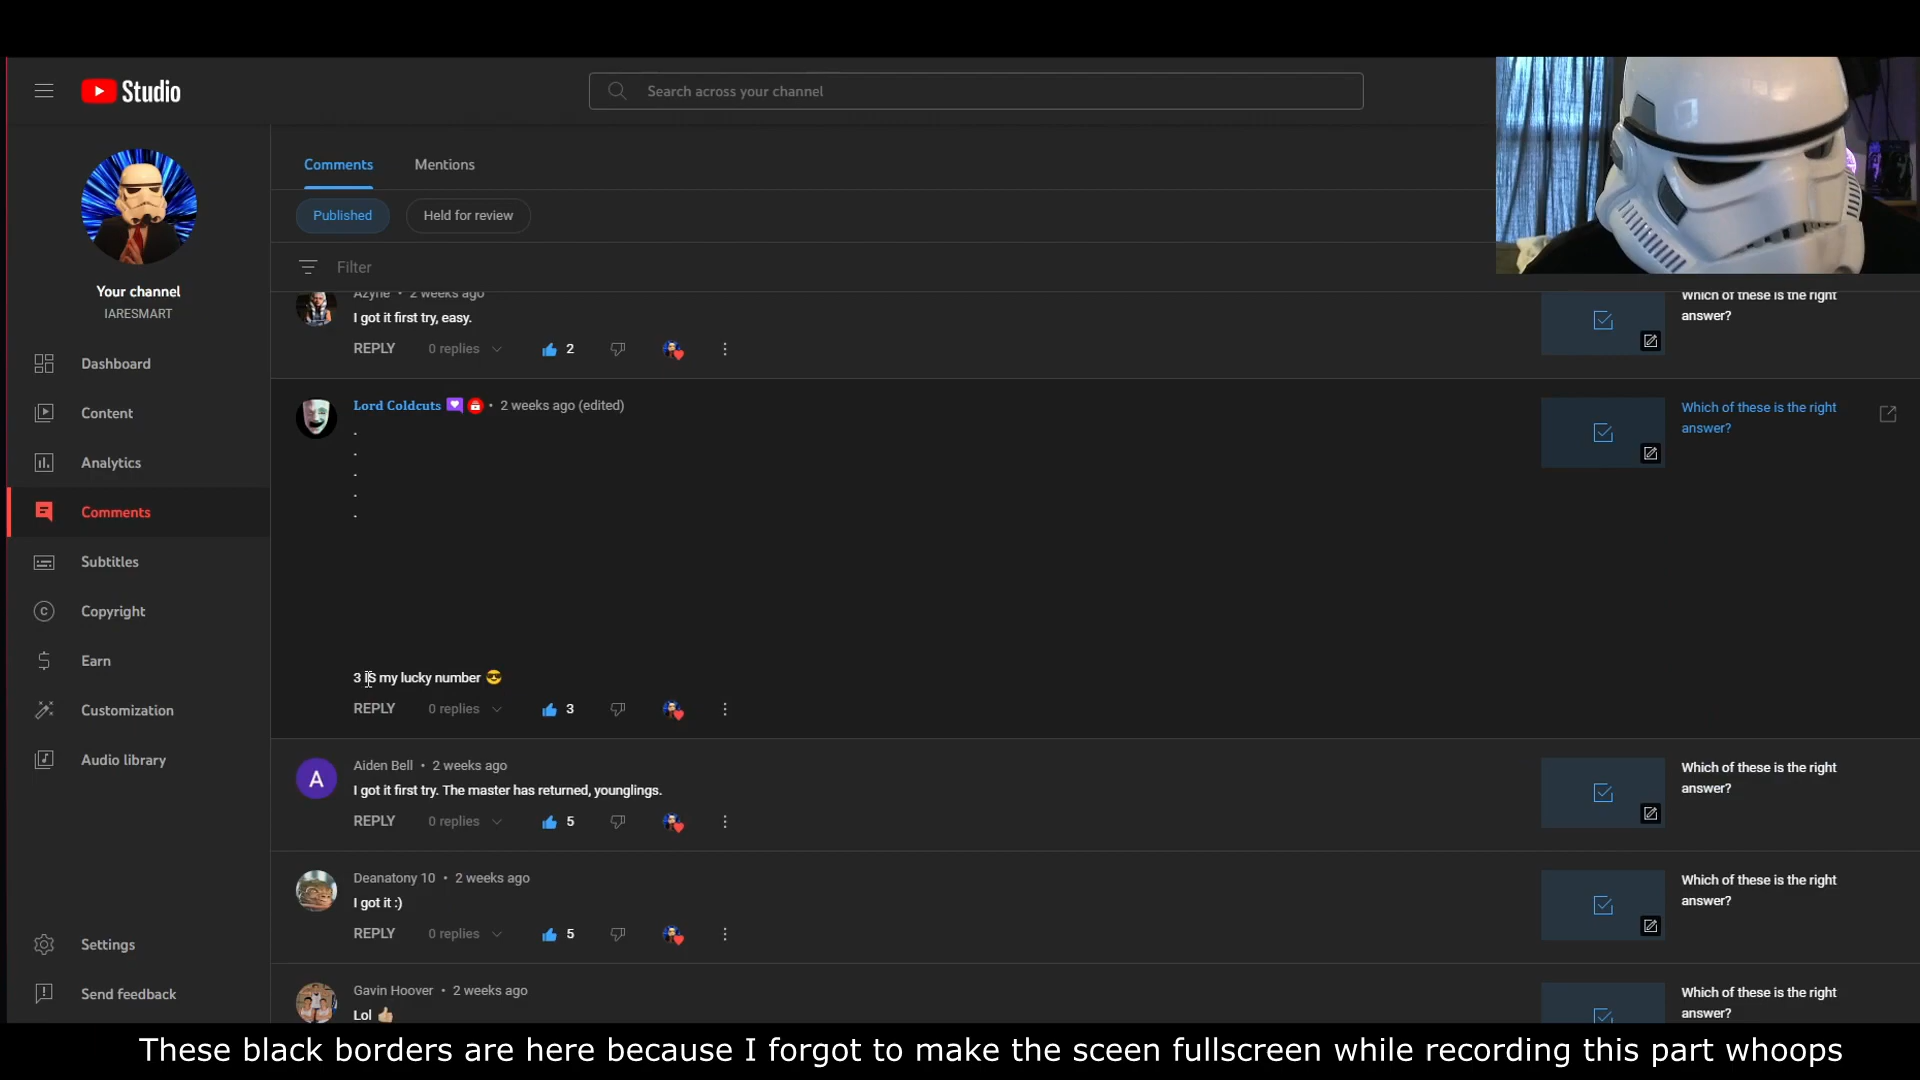 Studio
Search across your channel
Your channel
IARESMART
Dashboard
Content
Analytics
Comments
Subtitles
Copyright
Earn
Customization
Audio library
Settings
Send feedback
Comments
Mentions
Published
Held for review
Filter
Azyne • 2 weeks ago
I got it first try, easy.
REPLY
0 replies
2
Which of these is the right
answer?
Lord Coldcuts • 2 weeks ago (edited)
.
.
.
.
.
3 is my lucky number 😎
REPLY
0 replies
3
Which of these is the right
answer?
A
Aiden Bell • 2 weeks ago
I got it first try. The master has returned, younglings.
REPLY
0 replies
5
Which of these is the right
answer?
Deanatony 10 • 2 weeks ago
I got it :)
REPLY
0 replies
5
Which of these is the right
answer?
Gavin Hoover • 2 weeks ago
Lol 👍🏼
Which of these is the right
answer?
These black borders are here because I forgot to make the sceen fullscreen while recording this part whoops